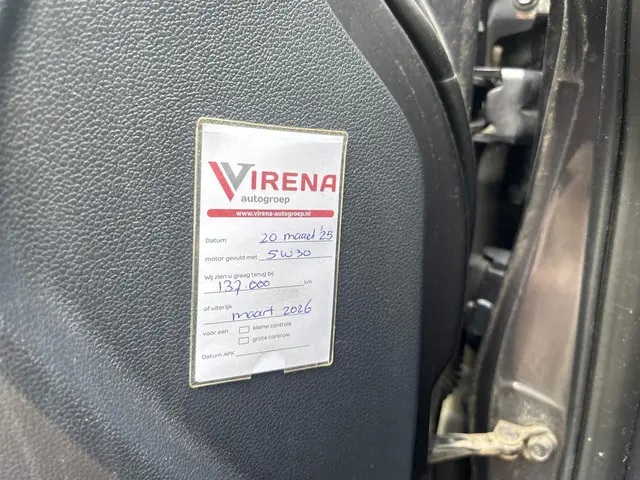 VIRENA
autogroep
www.virena-autogroep.nl
Datum 20 maart '25
motor gevuld met 5W30
Wij zien u graag terug bij
137.000 km
of uiterlijk
maart 2026
voor een kleine controle
grote controle
Datum APK